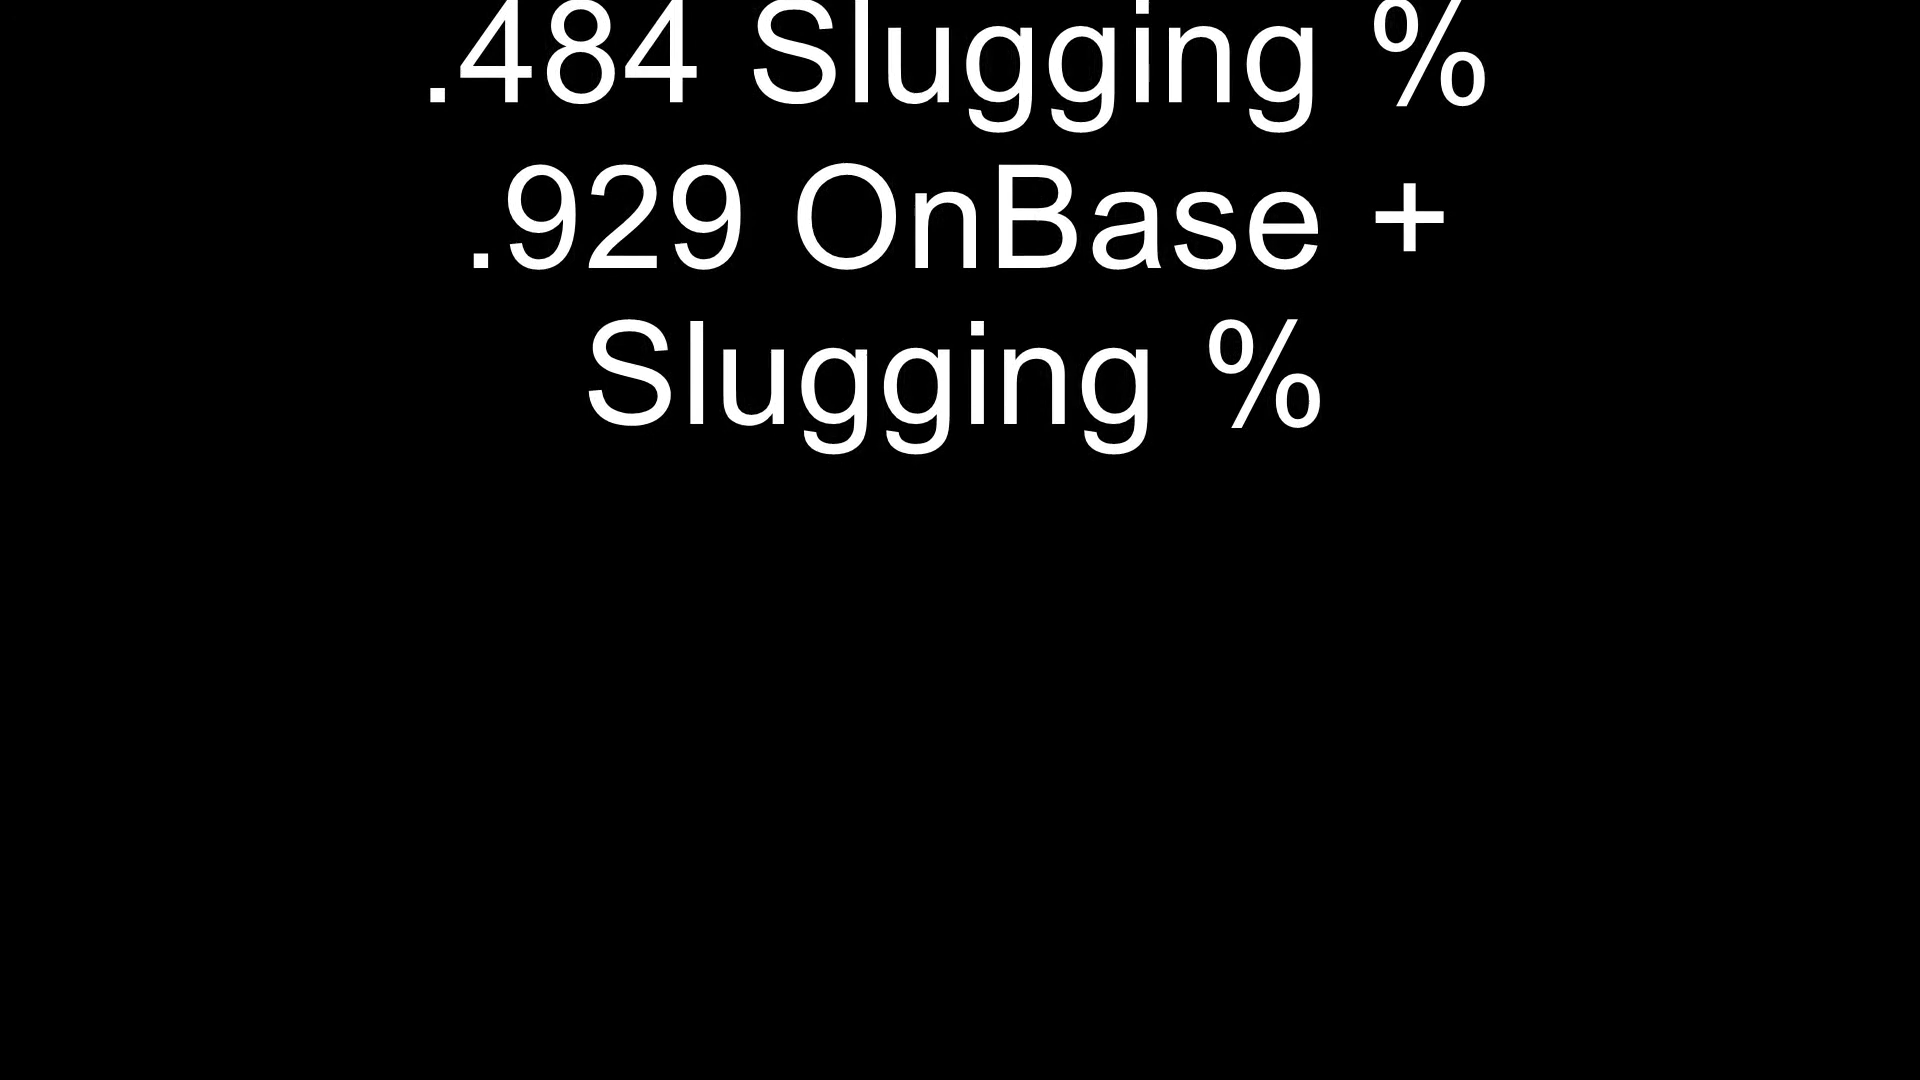 .484 Slugging %
.929 OnBase +
Slugging %